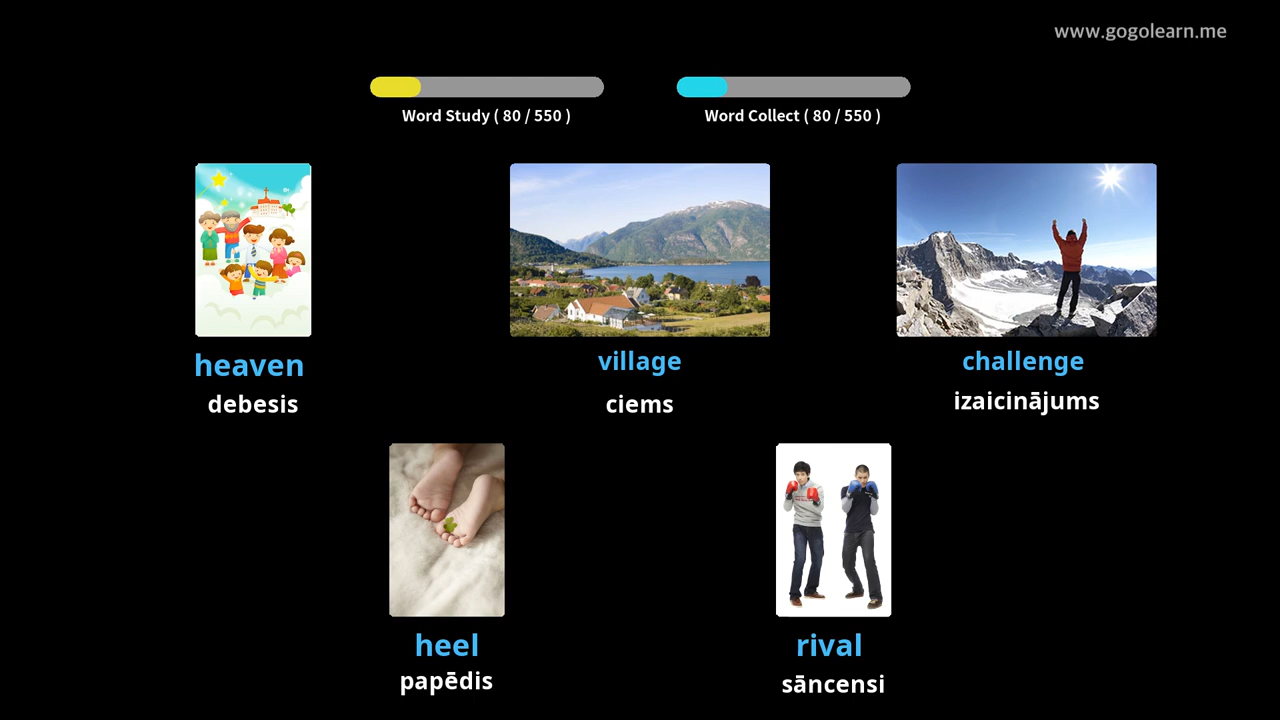 www.gogolearn.me
Word Study ( 80 / 550 )
Word Collect ( 80 / 550 )
heaven
debesis
village
ciems
challenge
izaicinājums
heel
papēdis
rival
sāncensi